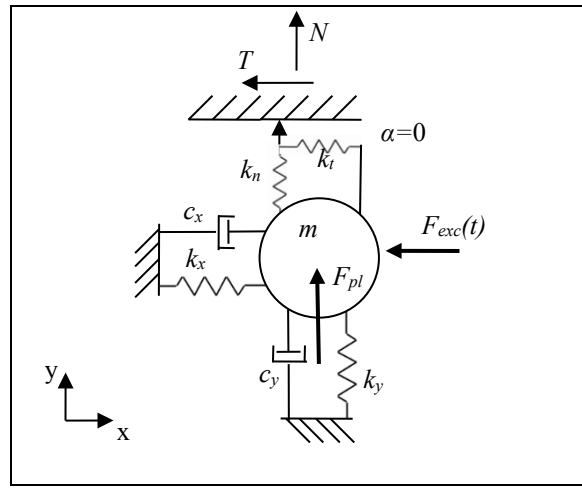 N
T
α=0
k_t
k_n
c_x
m
F_exc(t)
k_x
F_pl
c_y
k_y
y
x